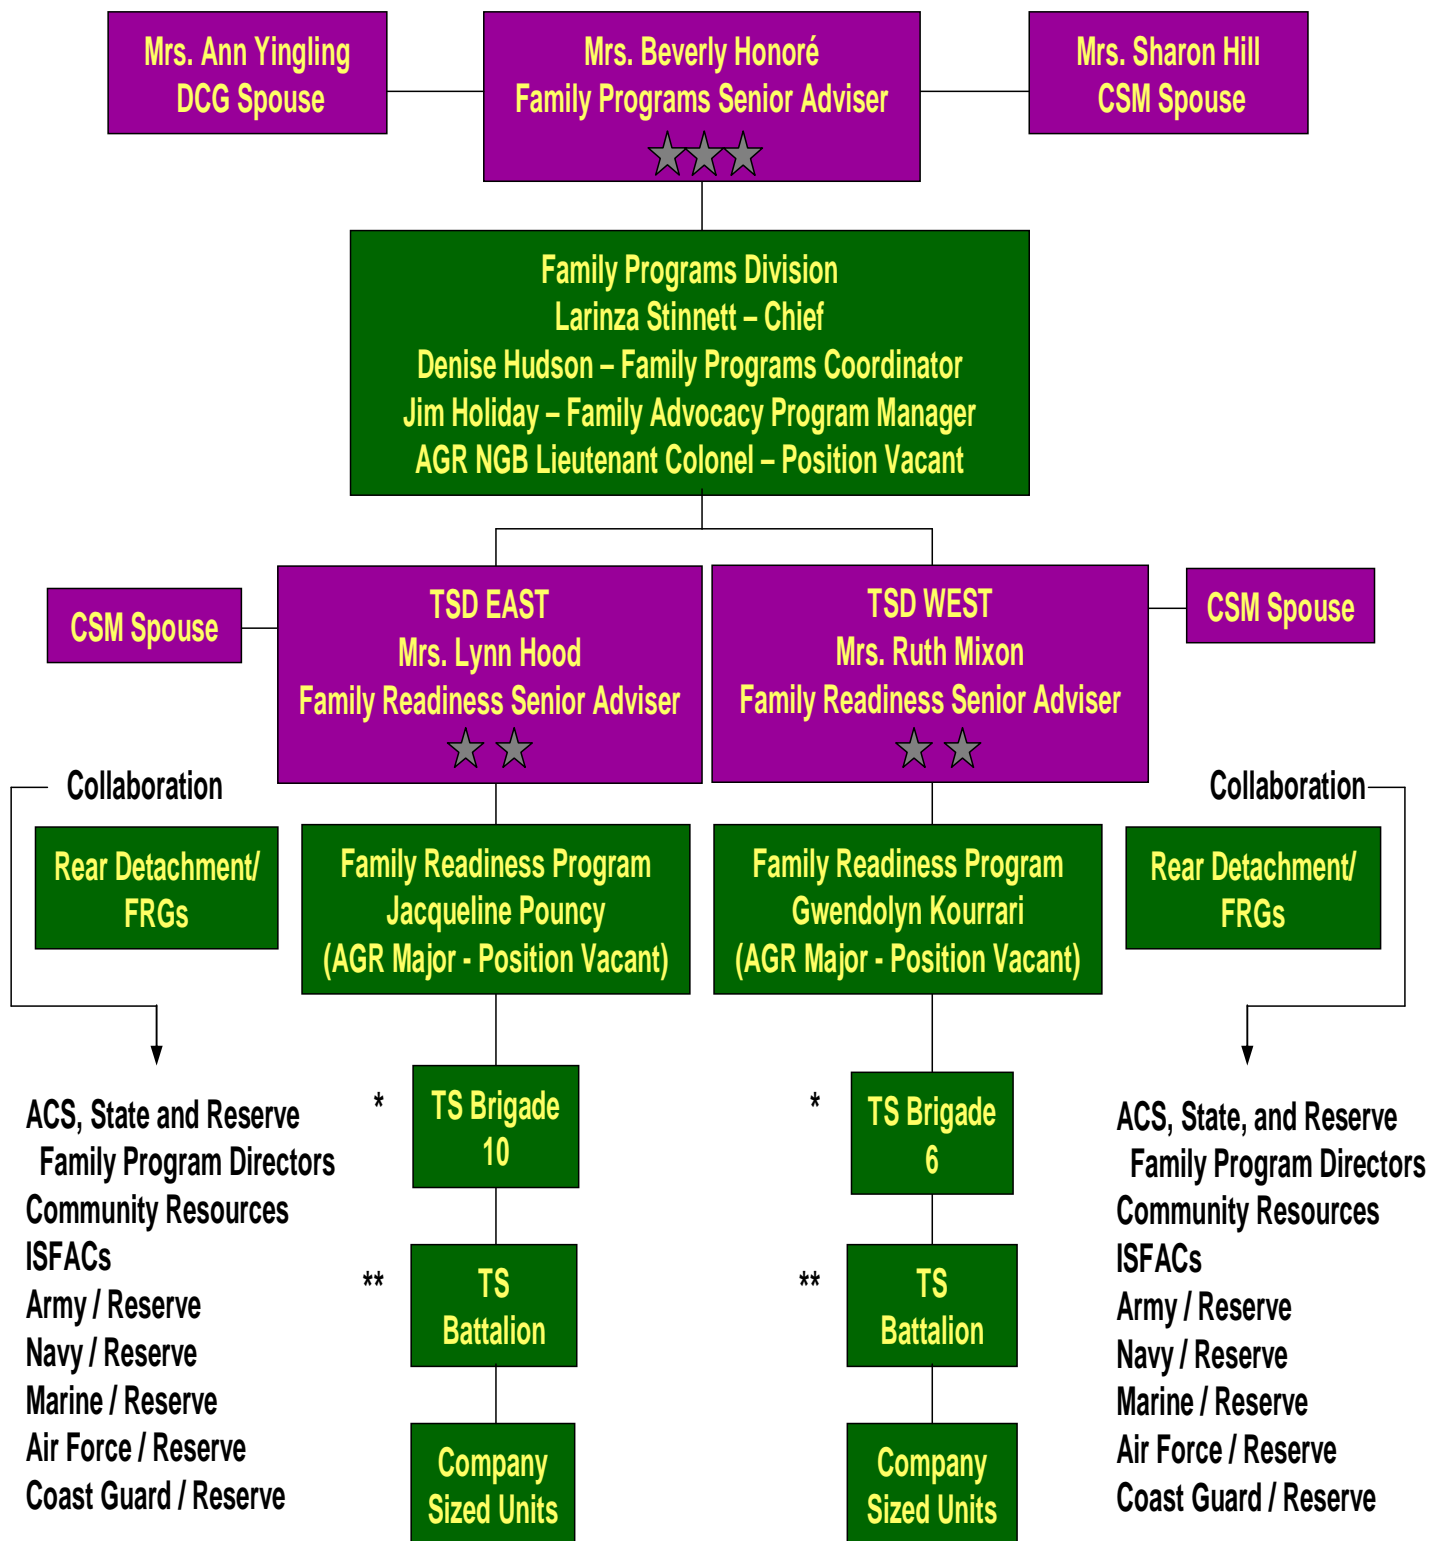 Mrs. Ann Yingling
DCG Spouse
Mrs. Beverly Honoré
Family Programs Senior Adviser
Mrs. Sharon Hill
CSM Spouse
Family Programs Division
Larinza Stinnett – Chief
Denise Hudson – Family Programs Coordinator
Jim Holiday – Family Advocacy Program Manager
AGR NGB Lieutenant Colonel – Position Vacant
CSM Spouse
TSD EAST
Mrs. Lynn Hood
Family Readiness Senior Adviser
TSD WEST
Mrs. Ruth Mixon
Family Readiness Senior Adviser
CSM Spouse
Collaboration
Rear Detachment/
FRGs
Family Readiness Program
Jacqueline Pouncy
(AGR Major - Position Vacant)
Family Readiness Program
Gwendolyn Kourrari
(AGR Major - Position Vacant)
Collaboration
Rear Detachment/
FRGs
ACS, State and Reserve
Family Program Directors
Community Resources
ISFACs
Army / Reserve
Navy / Reserve
Marine / Reserve
Air Force / Reserve
Coast Guard / Reserve
*
TS Brigade
10
**
TS
Battalion
Company
Sized Units
*
TS Brigade
6
**
TS
Battalion
Company
Sized Units
ACS, State, and Reserve
Family Program Directors
Community Resources
ISFACs
Army / Reserve
Navy / Reserve
Marine / Reserve
Air Force / Reserve
Coast Guard / Reserve